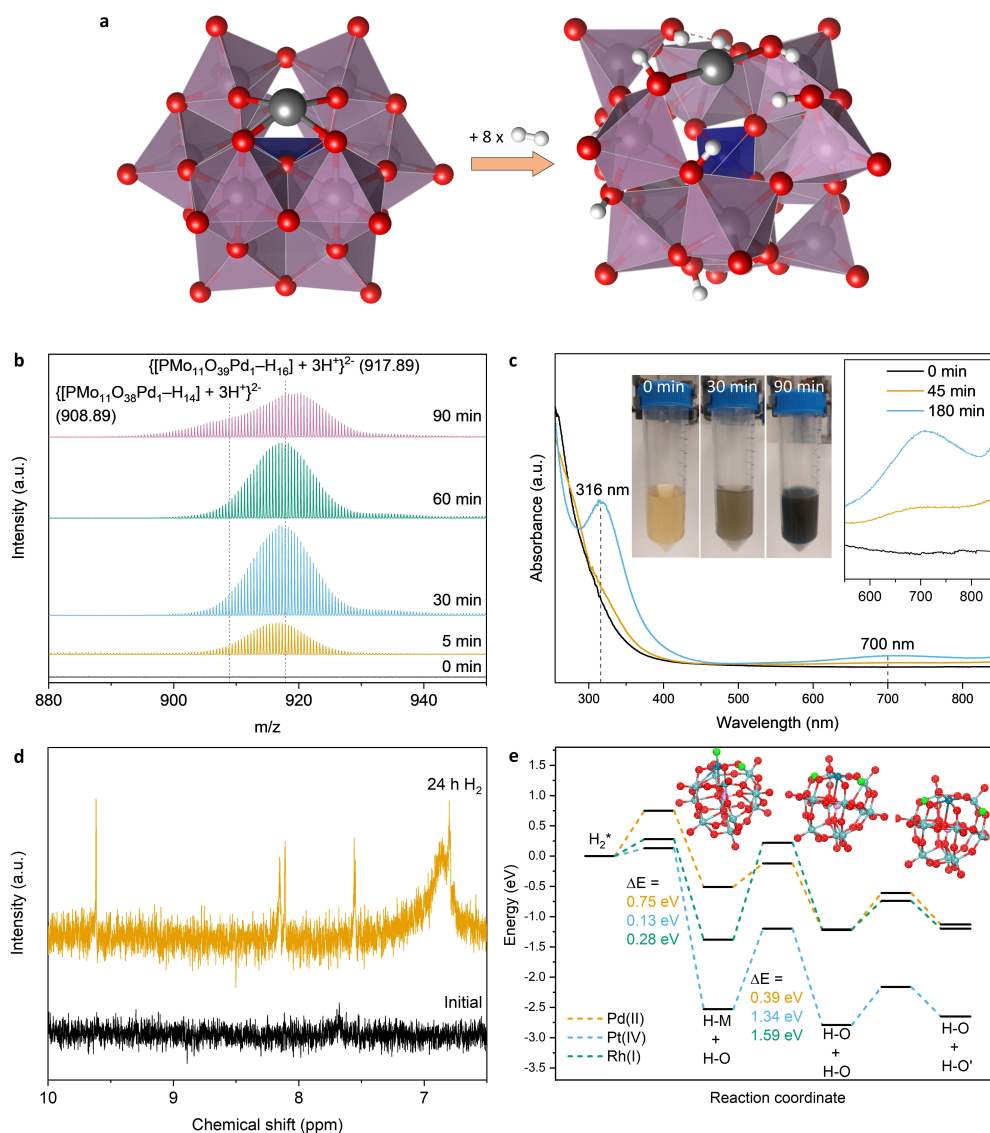 a
+ 8 x
b
{[PMo₁₁O₃₉Pd₁–H₁₆] + 3H⁺}²⁻ (917.89)
{[PMo₁₁O₃₈Pd₁–H₁₄] + 3H⁺}²⁻
(908.89)
90 min
60 min
30 min
5 min
0 min
Intensity (a.u.)
880
900
920
940
m/z
c
0 min
30 min
90 min
0 min
45 min
180 min
600
700
800
316 nm
700 nm
Absorbance (a.u.)
300
400
500
600
700
800
Wavelength (nm)
d
24 h H₂
Initial
Intensity (a.u.)
10
9
8
7
Chemical shift (ppm)
e
1.5
1.0
0.5
0.0
-0.5
-1.0
-1.5
-2.0
-2.5
-3.0
-3.5
Energy (eV)
H₂*
ΔE =
0.75 eV
0.13 eV
0.28 eV
ΔE =
0.39 eV
1.34 eV
1.59 eV
Pd(II)
Pt(IV)
Rh(I)
H-M
+
H-O
H-O
+
H-O
H-O
+
H-O'
Reaction coordinate